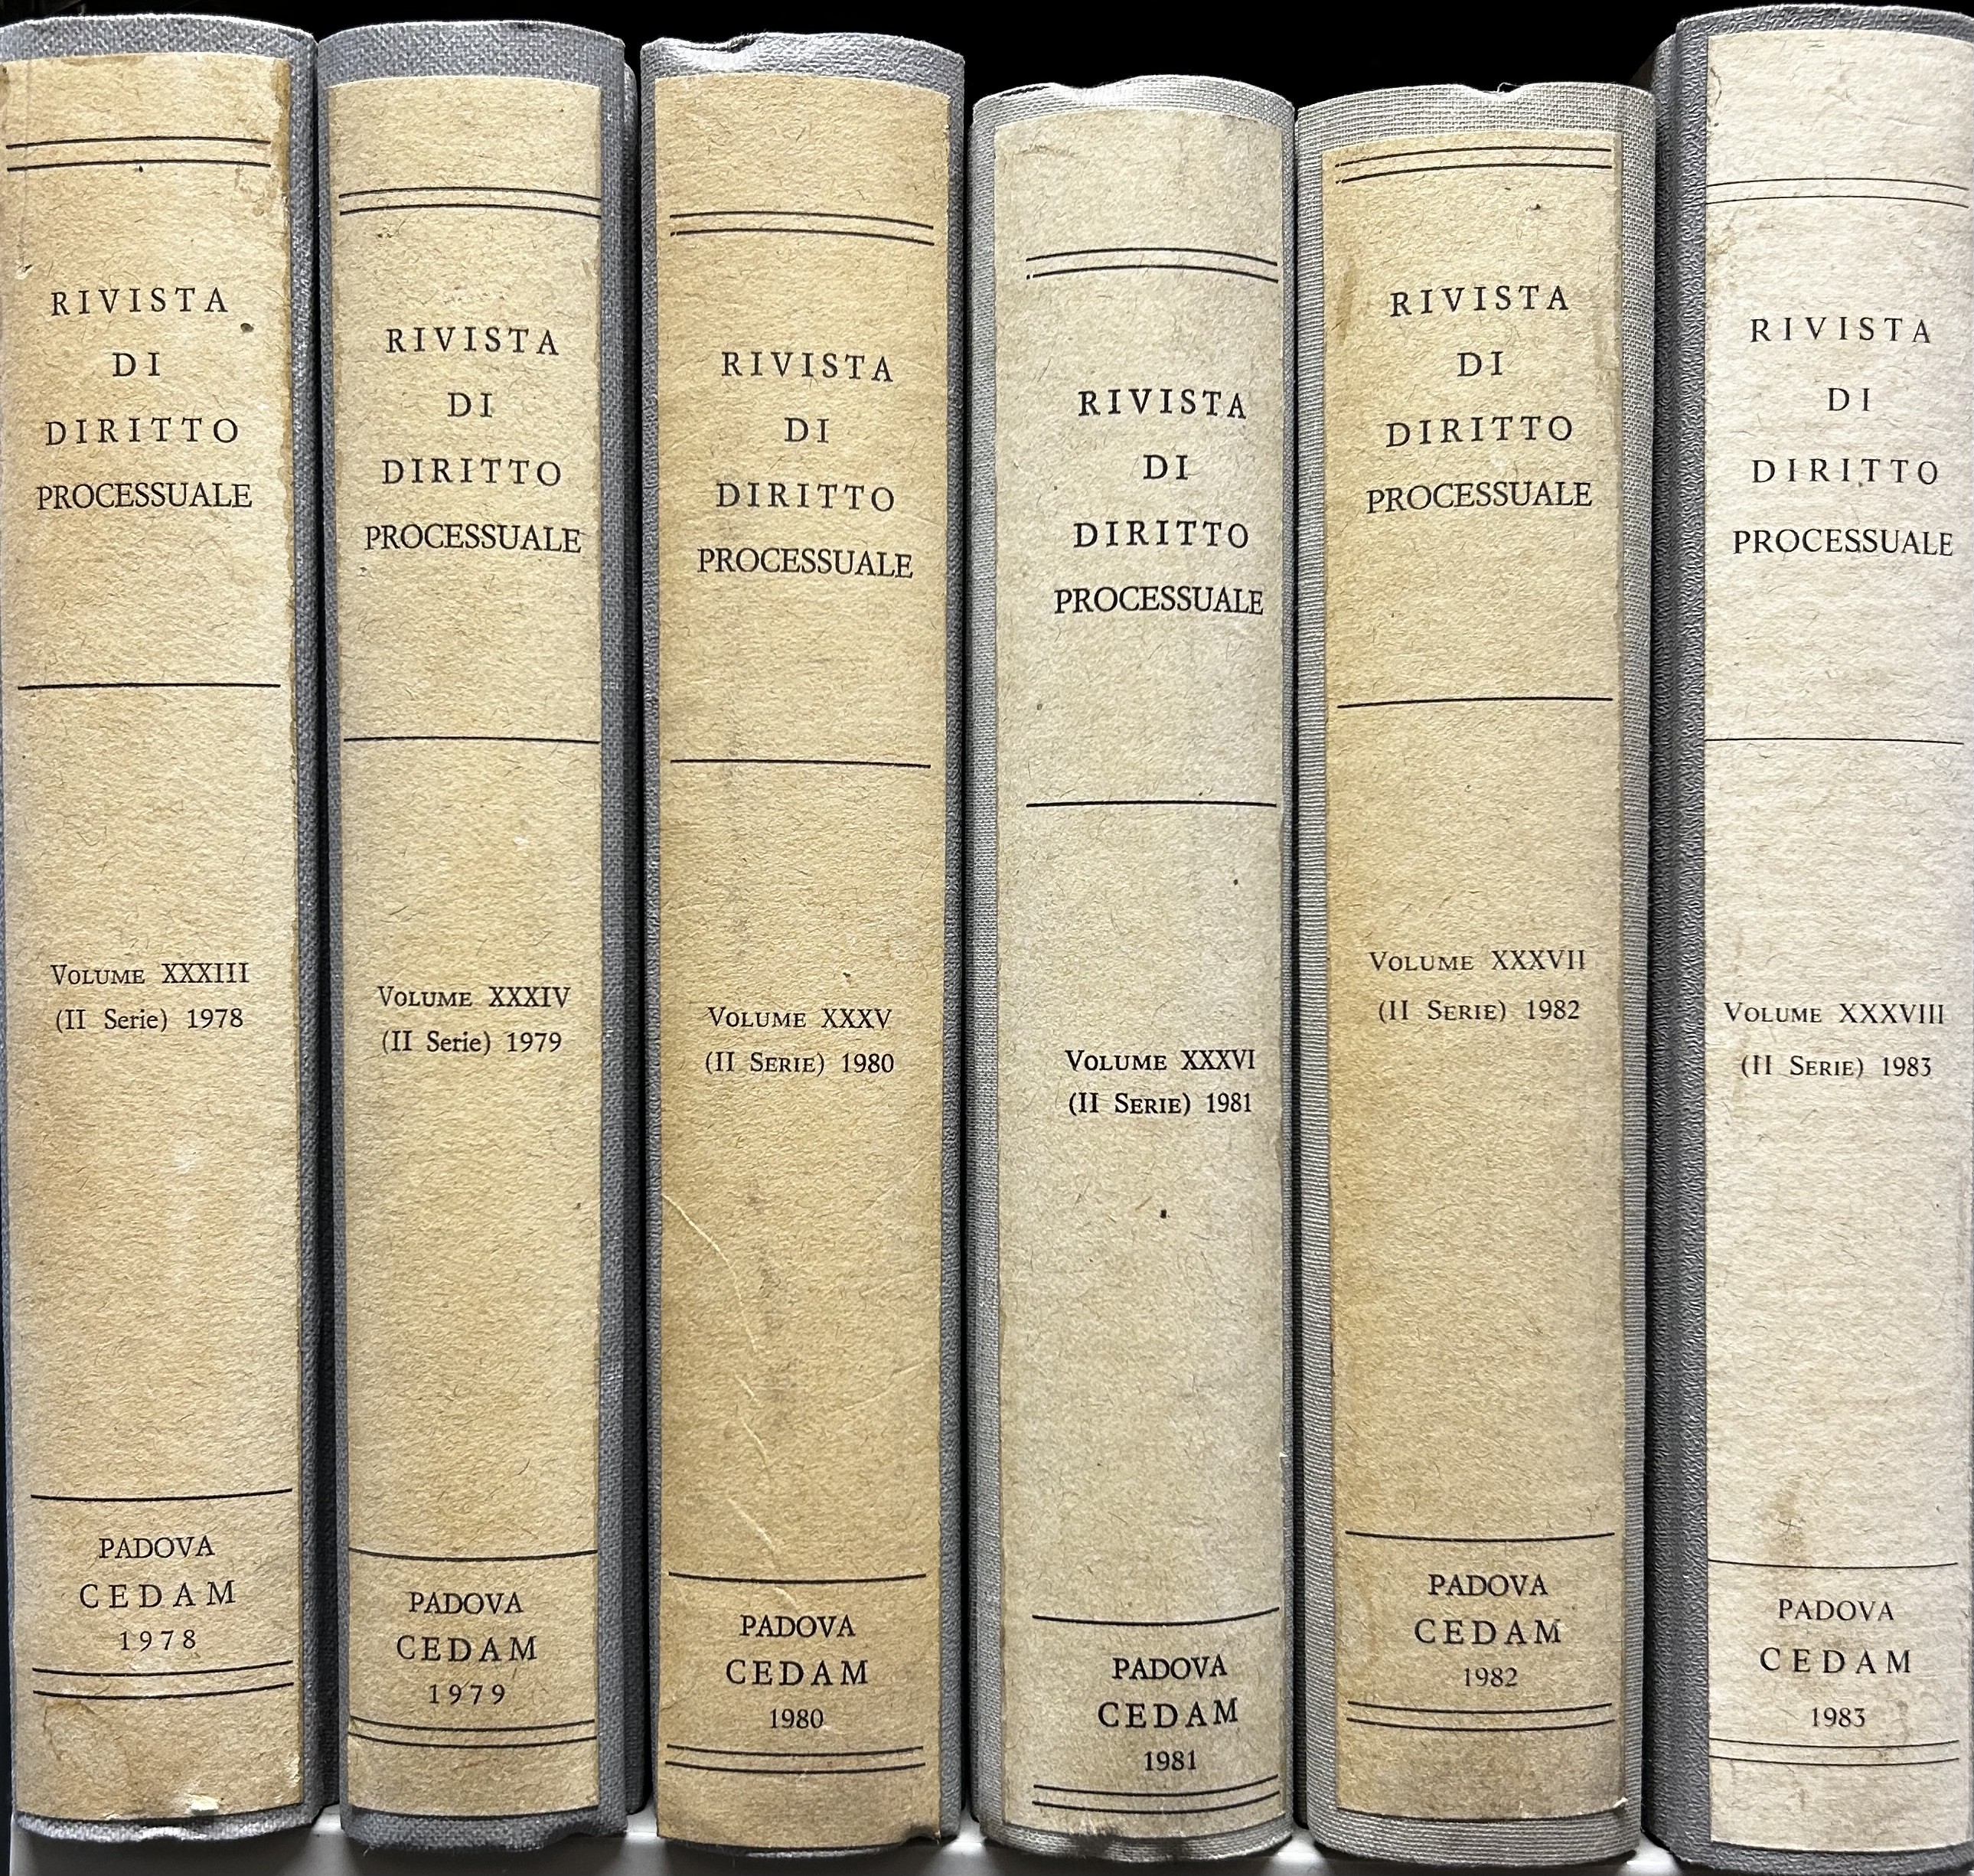 RIVISTA
DI
DIRITTO
PROCESSUALE
VOLUME XXXIII
(II Serie) 1978
PADOVA
CEDAM
1978
RIVISTA
DI
DIRITTO
PROCESSUALE
VOLUME XXXIV
(II Serie) 1979
PADOVA
CEDAM
1979
RIVISTA
DI
DIRITTO
PROCESSUALE
VOLUME XXXV
(II SERIE) 1980
PADOVA
CEDAM
1980
RIVISTA
DI
DIRITTO
PROCESSUALE
VOLUME XXXVI
(II SERIE) 1981
PADOVA
CEDAM
1981
RIVISTA
DI
DIRITTO
PROCESSUALE
VOLUME XXXVII
(II SERIE) 1982
PADOVA
CEDAM
1982
RIVISTA
DI
DIRITTO
PROCESSUALE
VOLUME XXXVIII
(II SERIE) 1983
PADOVA
CEDAM
1983